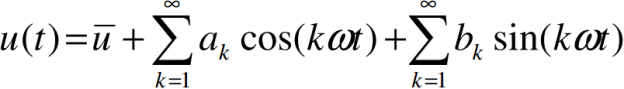 u(t) = u̅ + ∑_{k=1}^{∞} a_k cos(kωt) + ∑_{k=1}^{∞} b_k sin(kωt)